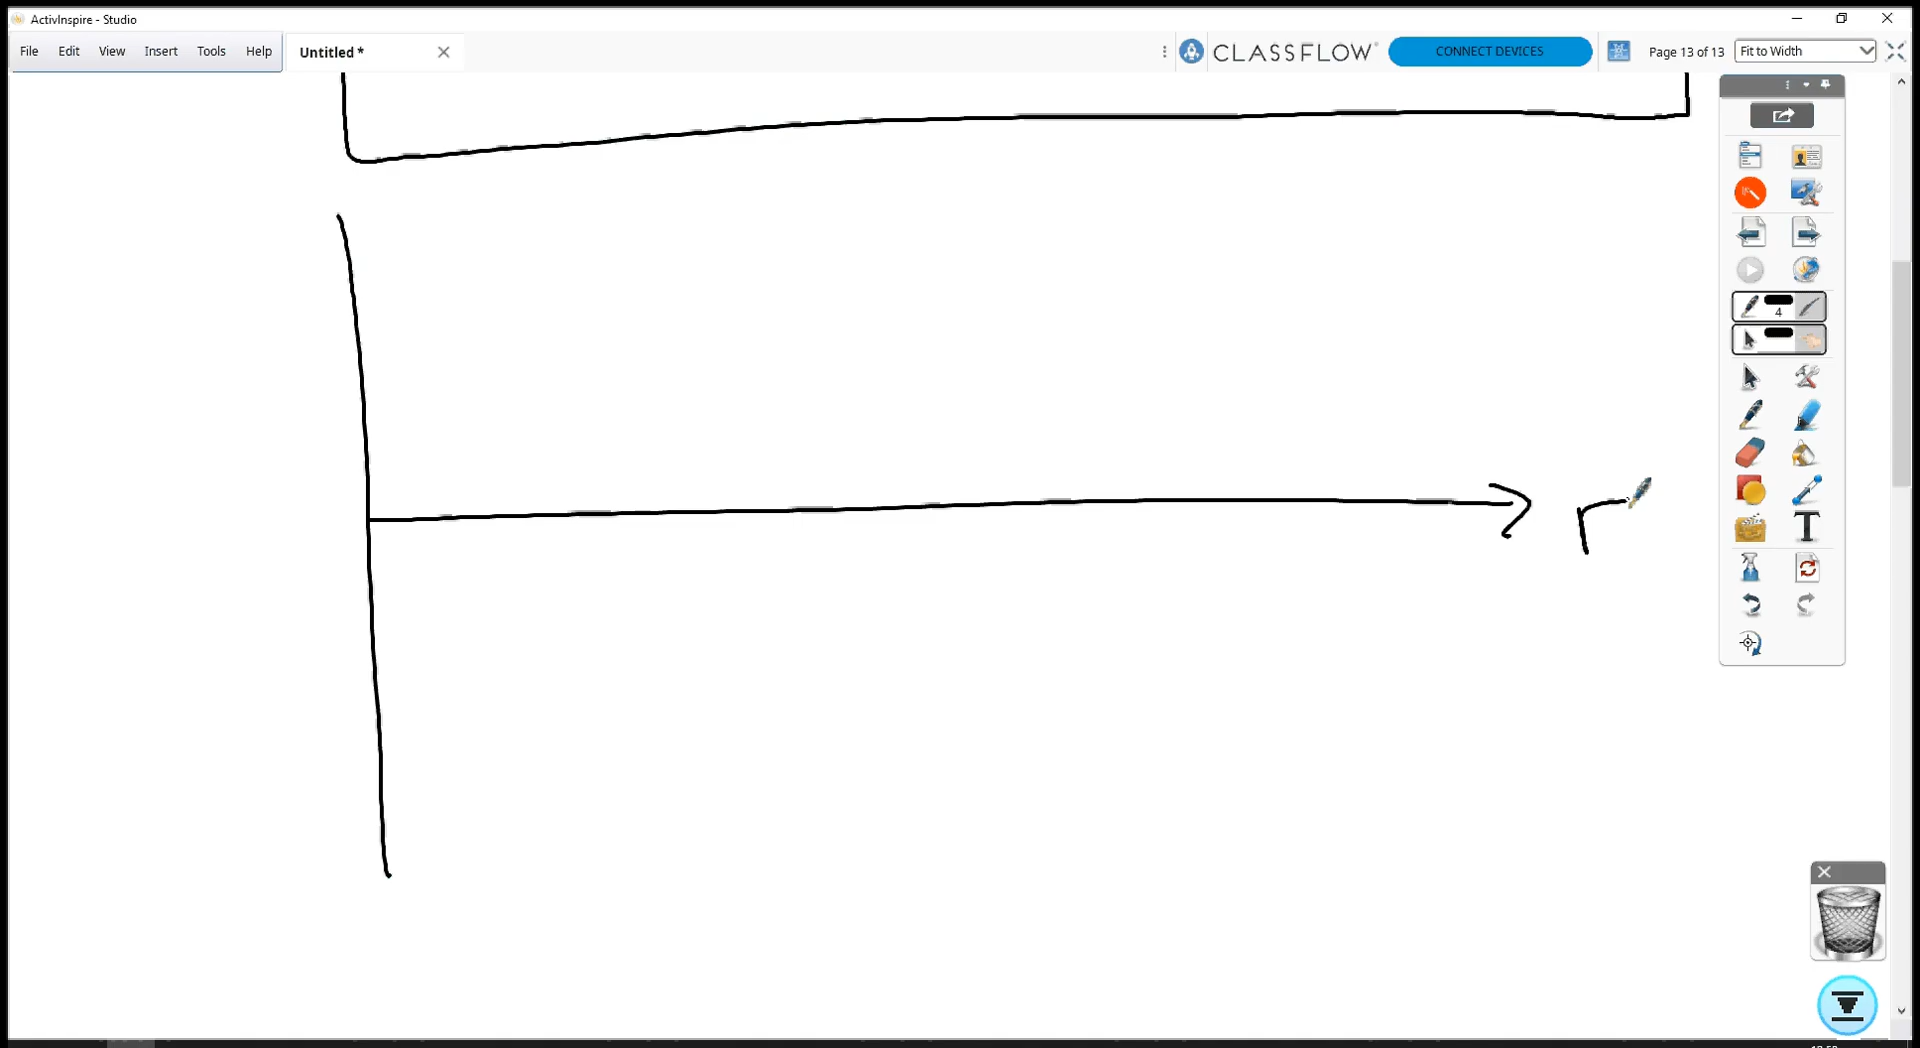 ActivInspire - Studio
File Edit View Insert Tools Help Untitled * CLASSFLOW CONNECT DEVICES Page 13 of 13 Fit to Width
4
r
T